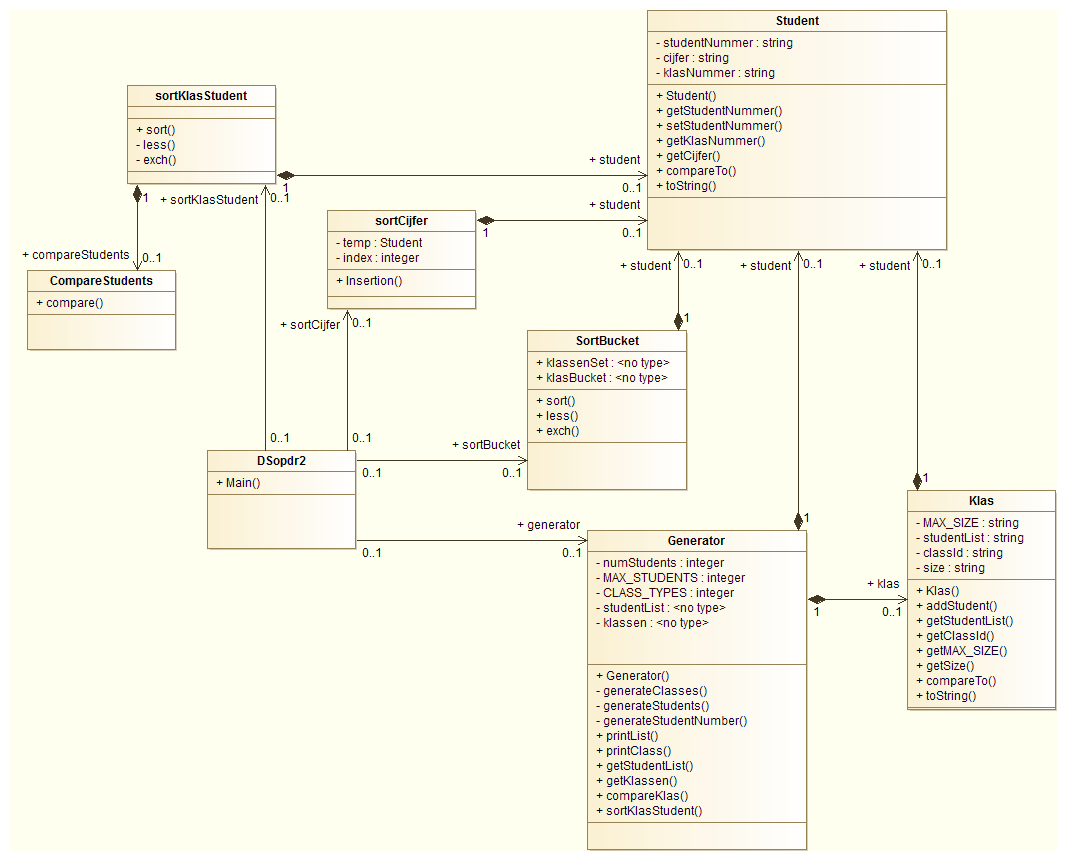 Student
- studentNummer : string
- cijfer : string
- klasNummer : string
+ Student()
+ getStudentNummer()
+ setStudentNummer()
+ getKlasNummer()
+ getCijfer()
+ compareTo()
+ toString()
sortKlasStudent
+ sort()
- less()
- exch()
+ student
1
0..1
1
+ sortKlasStudent
0..1
+ compareStudents
0..1
CompareStudents
+ compare()
sortCijfer
- temp : Student
- index : integer
+ Insertion()
+ student
1
0..1
+ sortCijfer
0..1
+ student
0..1
+ student
0..1
+ student
0..1
1
SortBucket
+ klassenSet : <no type>
+ klasBucket : <no type>
+ sort()
+ less()
+ exch()
0..1
0..1
+ sortBucket
0..1
0..1
DSopdr2
+ Main()
+ generator
0..1
0..1
1
Generator
- numStudents : integer
- MAX_STUDENTS : integer
- CLASS_TYPES : integer
- studentList : <no type>
- klassen : <no type>
+ Generator()
- generateClasses()
- generateStudents()
- generateStudentNumber()
+ printList()
+ printClass()
+ getStudentList()
+ getKlassen()
+ compareKlas()
+ sortKlasStudent()
+ klas
1
0..1
1
Klas
- MAX_SIZE : string
- studentList : string
- classId : string
- size : string
+ Klas()
+ addStudent()
+ getStudentList()
+ getClassId()
+ getMAX_SIZE()
+ getSize()
+ compareTo()
+ toString()